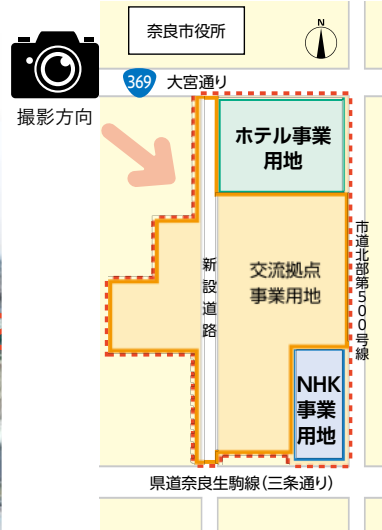 奈良市役所
N
369 大宮通り
撮影方向
ホテル事業
用地
新設道路
交流拠点
事業用地
市道北部第500号線
NHK
事業
用地
県道奈良生駒線(三条通り)